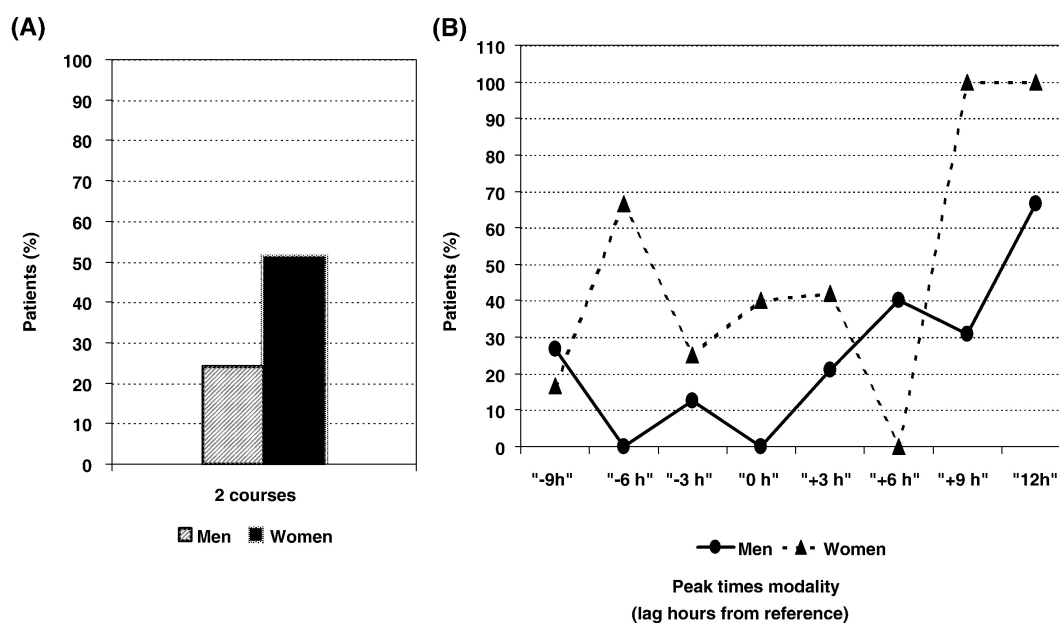 (A)
100
90
80
70
60
50
40
30
20
10
0
Patients (%)
2 courses
Men Women
(B)
110
100
90
80
70
60
50
40
30
20
10
0
Patients (%)
"-9h" "-6 h" "-3 h" "0 h" "+3 h" "+6 h" "+9 h" "12h"
Men Women
Peak times modality
(lag hours from reference)